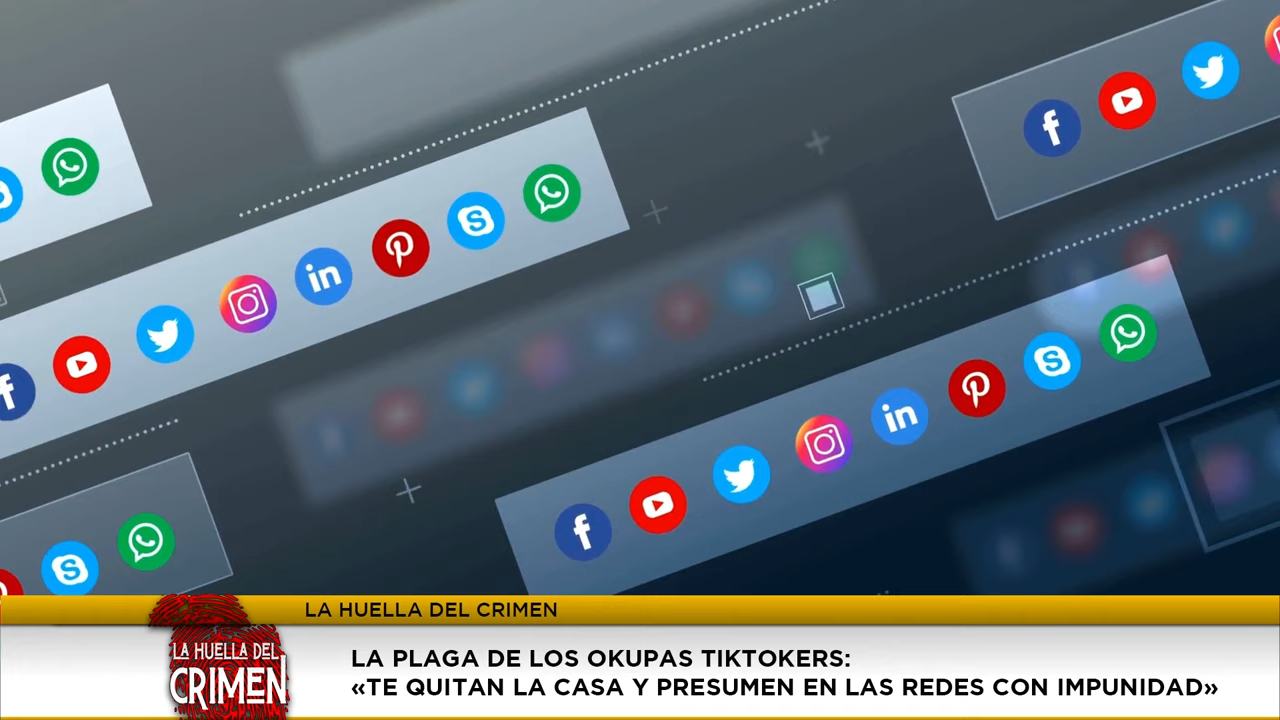 LA HUELLA DEL CRIMEN
LA HUELLA DEL
CRIMEN
LA PLAGA DE LOS OKUPAS TIKTOKERS:
«TE QUITAN LA CASA Y PRESUMEN EN LAS REDES CON IMPUNIDAD»